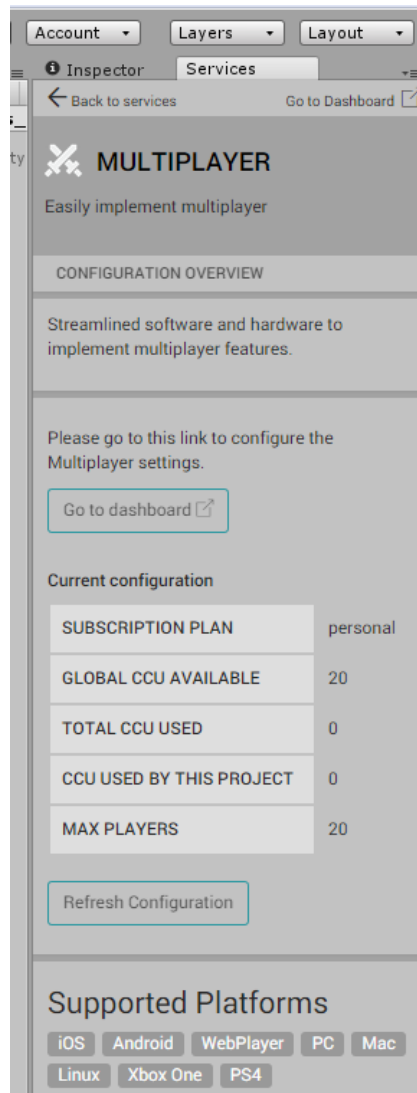 Account Layers Layout
Inspector Services
Back to services Go to Dashboard
s_
ty
MULTIPLAYER
Easily implement multiplayer
CONFIGURATION OVERVIEW
Streamlined software and hardware to
implement multiplayer features.
Please go to this link to configure the
Multiplayer settings.
Go to dashboard
Current configuration
SUBSCRIPTION PLAN personal
GLOBAL CCU AVAILABLE 20
TOTAL CCU USED 0
CCU USED BY THIS PROJECT 0
MAX PLAYERS 20
Refresh Configuration
Supported Platforms
iOS Android WebPlayer PC Mac
Linux Xbox One PS4